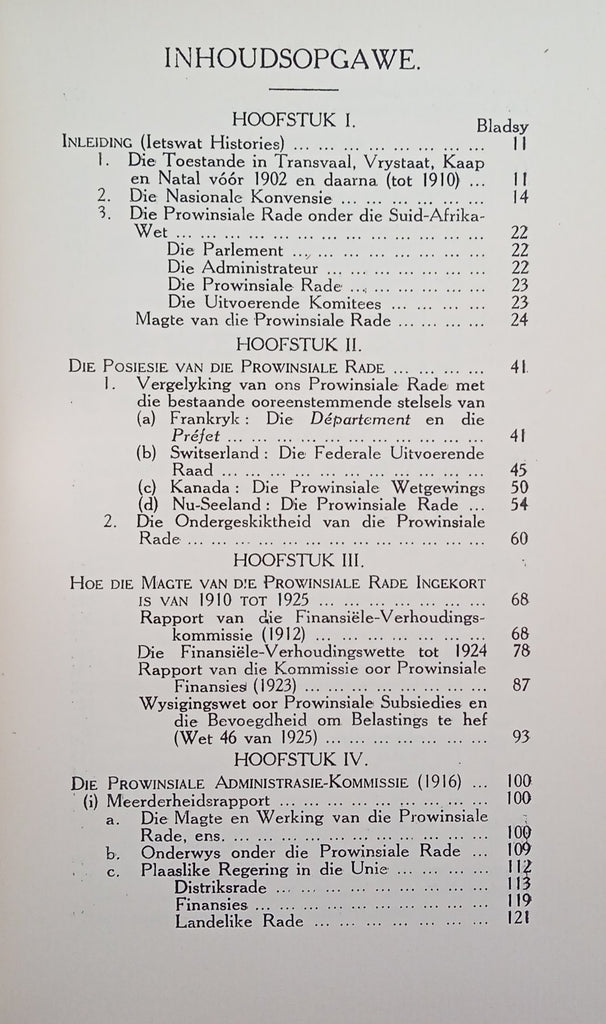 INHOUDSOPGAWE.
HOOFSTUK I.
Bladsy
INLEIDING (Ietswat Histories) ... ... ... ... ... ... ... ... 11
1. Die Toestande in Transvaal, Vrystaat, Kaap
en Natal vóór 1902 en daarna (tot 1910) ... 11
2. Die Nasionale Konvensie ... ... ... ... ... ... 14
3. Die Prowinsiale Rade onder die Suid-Afrika-
Wet ... ... ... ... ... ... ... ... ... ... ... ... 22
Die Parlement ... ... ... ... ... ... ... 22
Die Administrateur ... ... ... ... ... ... 22
Die Prowinsiale Rade ... ... ... ... ... 23
Die Uitvoerende Komitees ... ... ... ... 23
Magte van die Prowinsiale Rade ... ... ... ... 24
HOOFSTUK II.
DIE POSIESIE VAN DIE PROWINSIALE RADE ... ... ... ... 41
1. Vergelyking van ons Prowinsiale Rade met
die bestaande ooreenstemmende stelsels van
(a) Frankryk: Die Département en die
Préfet ... ... ... ... ... ... ... ... ... ... 41
(b) Switserland: Die Federale Uitvoerende
Raad ... ... ... ... ... ... ... ... ... ... 45
(c) Kanada: Die Prowinsiale Wetgewings 50
(d) Nu-Seeland: Die Prowinsiale Rade ... 54
2. Die Ondergeskiktheid van die Prowinsiale
Rade ... ... ... ... ... ... ... ... ... ... ... ... 60
HOOFSTUK III.
HOE DIE MAGTE VAN DIE PROWINSIALE RADE INGEKORT
IS VAN 1910 TOT 1925 ... ... ... ... ... ... ... 68
Rapport van die Finansiële-Verhoudings-
kommissie (1912) ... ... ... ... ... ... ... 68
Die Finansiële-Verhoudingswette tot 1924 78
Rapport van die Kommissie oor Prowinsiale
Finansies (1923) ... ... ... ... ... ... ... ... 87
Wysigingswet oor Prowinsiale Subsiedies en
die Bevoegdheid om Belastings te hef
(Wet 46 van 1925) ... ... ... ... ... ... ... 93
HOOFSTUK IV.
DIE PROWINSIALE ADMINISTRASIE-KOMMISSIE (1916) ... 100
(i) Meerderheidsrapport ... ... ... ... ... ... ... ... ... 100
a. Die Magte en Werking van die Prowinsiale
Rade, ens. ... ... ... ... ... ... ... ... ... ... 100
b. Onderwys onder die Prowinsiale Rade ... 109
c. Plaaslike Regering in die Unie ... ... ... ... 112
Distriksrade ... ... ... ... ... ... ... ... ... 113
Finansies ... ... ... ... ... ... ... ... ... ... 119
Landelike Rade ... ... ... ... ... ... ... 121